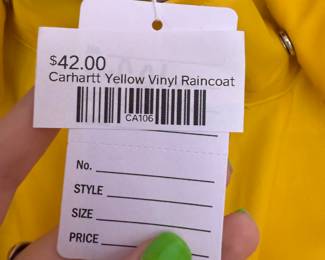 $42.00
Carhartt Yellow Vinyl Raincoat
CA106
No.
STYLE
SIZE
PRICE